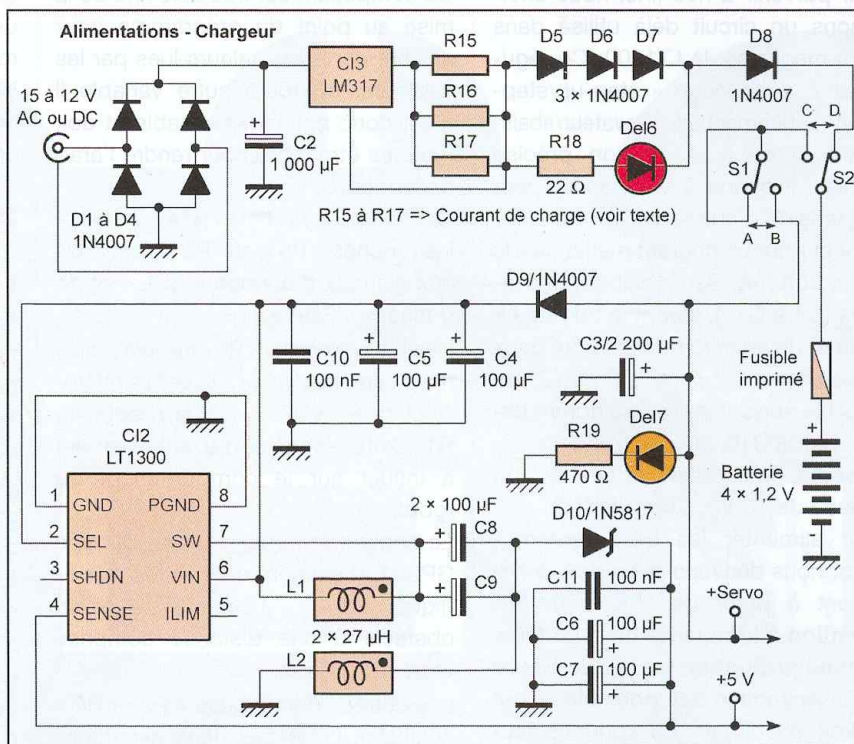 Alimentations - Chargeur
15 à 12 V
AC ou DC
D1 à D4
1N4007
C2
1 000 µF
+
CI3
LM317
R15
R16
R17
R18
22 Ω
Del6
D5
D6
D7
3 × 1N4007
D8
1N4007
C
D
S1
S2
A
B
R15 à R17 => Courant de charge (voir texte)
D9/1N4007
C10
100 nF
+
C5
100 µF
+
C4
100 µF
C3/2 200 µF
+
Fusible
imprimé
R19
470 Ω
Del7
+
Batterie
4 × 1,2 V
CI2
LT1300
1
GND
PGND
8
2
SEL
SW
7
3
SHDN
VIN
6
4
SENSE
ILIM
5
2 × 100 µF
+
C8
+
C9
L1
2 × 27 µH
L2
D10/1N5817
C11
100 nF
C6
100 µF
+
C7
100 µF
+
+Servo
+5 V